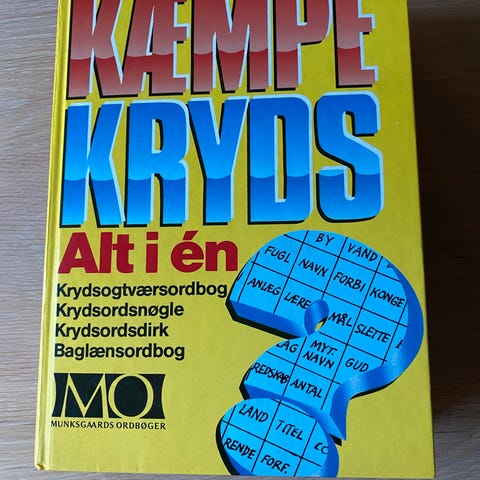 KÆMPE
KRYDS
Alt i én
Krydsogtværsordbog
Krydsordsnøgle
Krydsordsdirk
Baglænsordbog
MO
MUNKSGAARDS ORDBØGER
BY VAND
FUGL NAVN FORBI KONGE
ANLÆG LÆRE MÅL SLETTE
MYT. NAVN GUD
REDSKAB ANTAL
LAND TITEL
RENDE FORF.